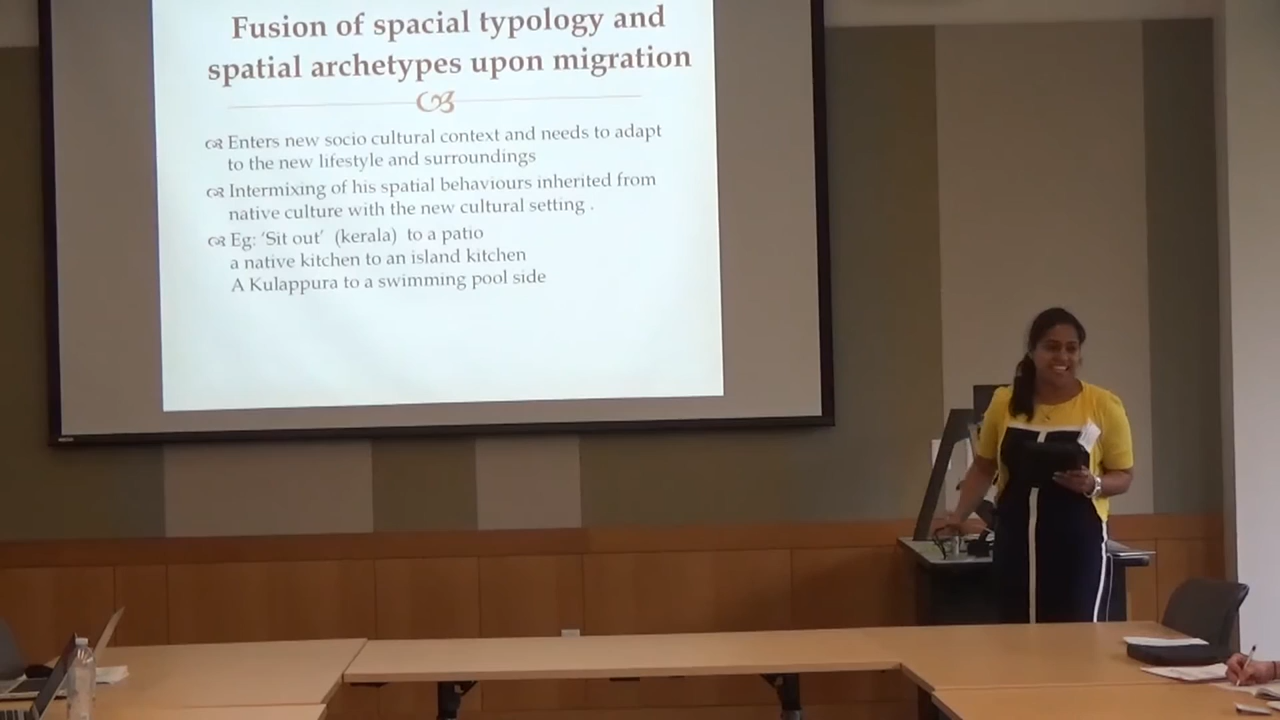 Fusion of spacial typology and
spatial archetypes upon migration
Enters new socio cultural context and needs to adapt
to the new lifestyle and surroundings
Intermixing of his spatial behaviours inherited from
native culture with the new cultural setting .
Eg: 'Sit out' (kerala) to a patio
a native kitchen to an island kitchen
A Kulappura to a swimming pool side